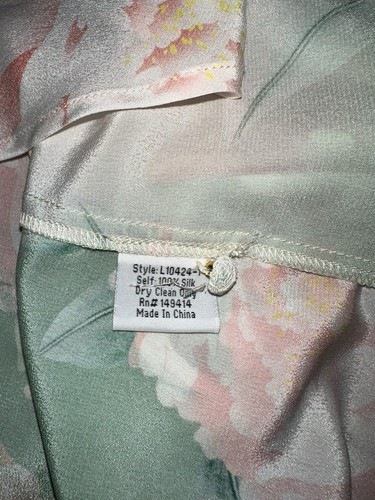 Style: L10424-
Self: 100% Silk
Dry Clean Only
Rn# 149414
Made In China